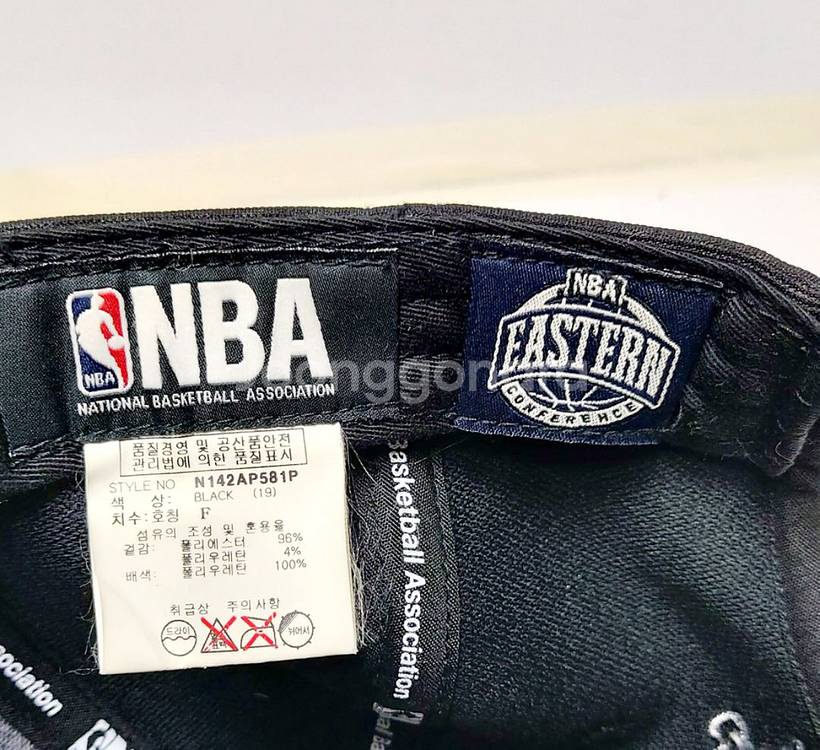 NBA
NBA
NATIONAL BASKETBALL ASSOCIATION
NBA
EASTERN
CONFERENCE
품질경영 및 공산품안전
관리법에 의한 품질표시
STYLE NO N142AP581P
색 상: BLACK (19)
치수:호칭 F
섬유의 조성 및 혼용율
겉감: 폴리에스터 96%
폴리우레탄 4%
배색: 폴리우레탄 100%
취급상 주의사항
드라이
뉘어서
Basketball Association
ociation